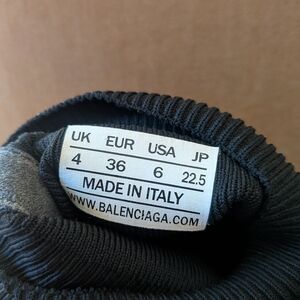 UK EUR USA JP
4 36 6 22.5
MADE IN ITALY
WWW.BALENCIAGA.COM